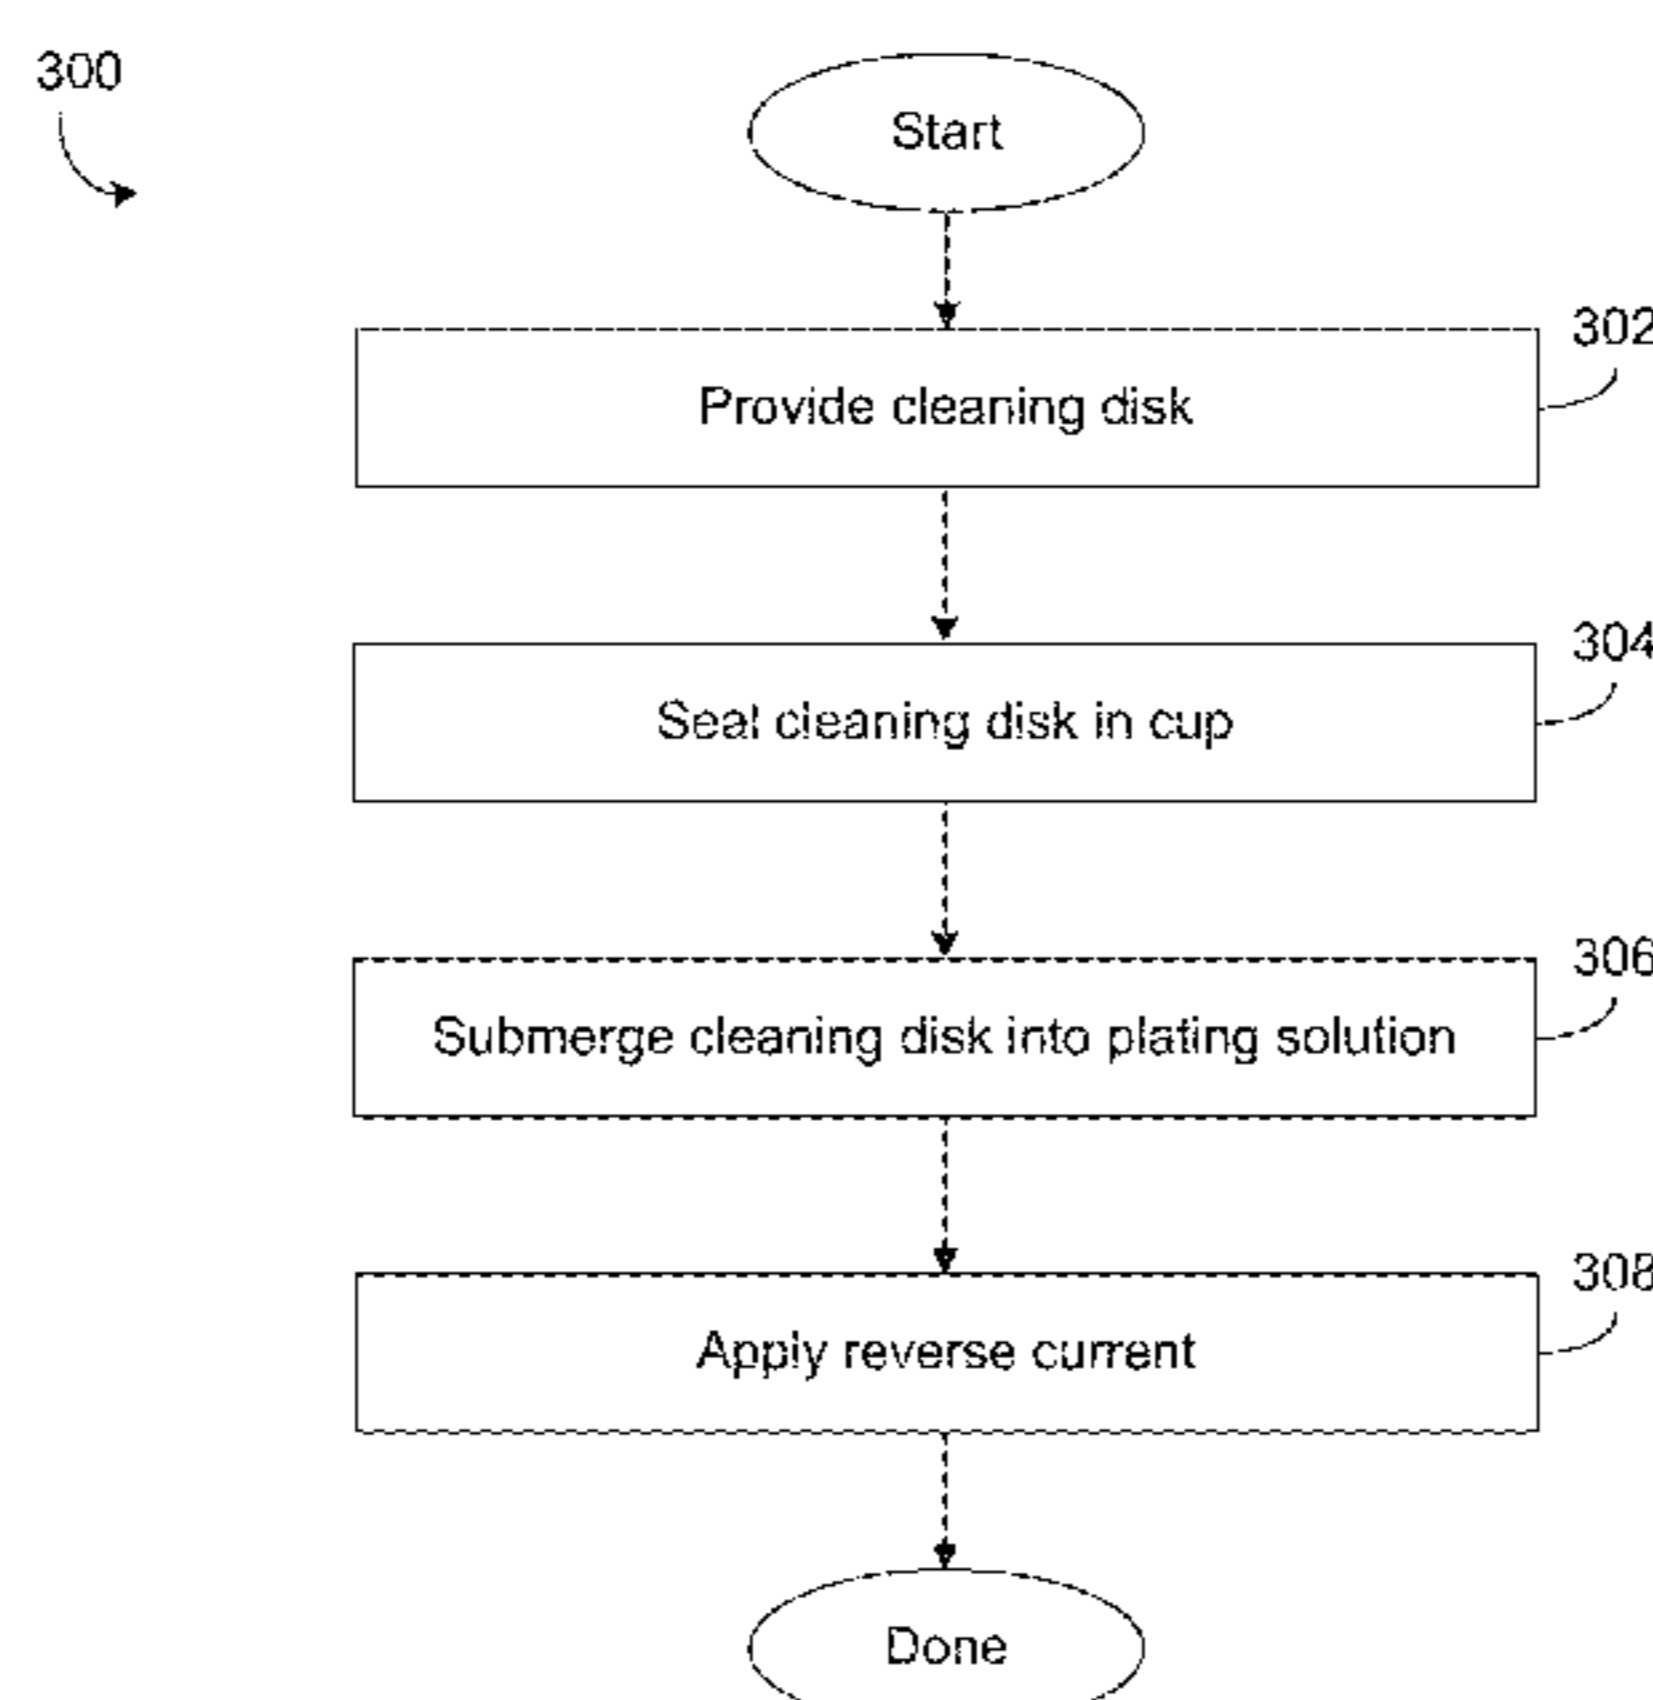 300
Start
302
Provide cleaning disk
304
Seal cleaning disk in cup
306
Submerge cleaning disk into plating solution
308
Apply reverse current
Done